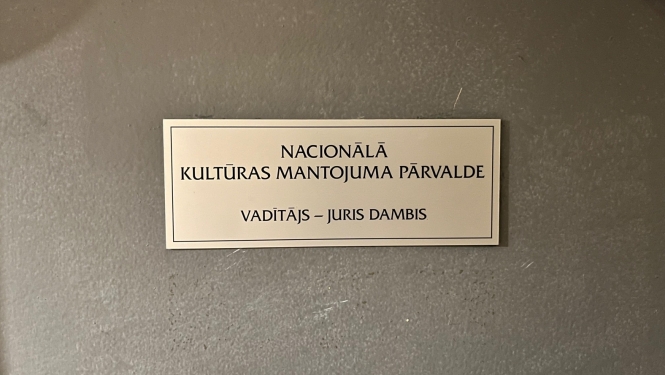 NACIONĀLĀ
KULTŪRAS MANTOJUMA PĀRVALDE
VADĪTĀJS – JURIS DAMBIS